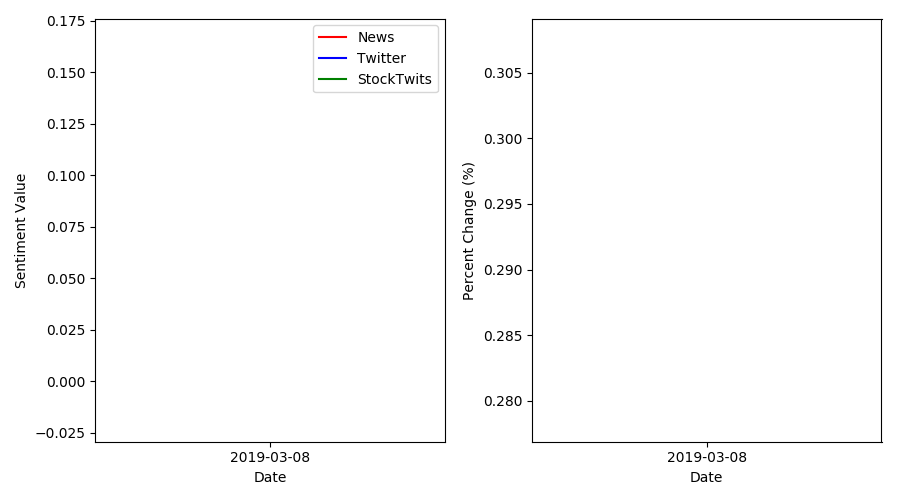 0.175
0.150
0.125
0.100
0.075
0.050
0.025
0.000
−0.025
Sentiment Value
News
Twitter
StockTwits
2019-03-08
Date
0.305
0.300
0.295
0.290
0.285
0.280
Percent Change (%)
2019-03-08
Date